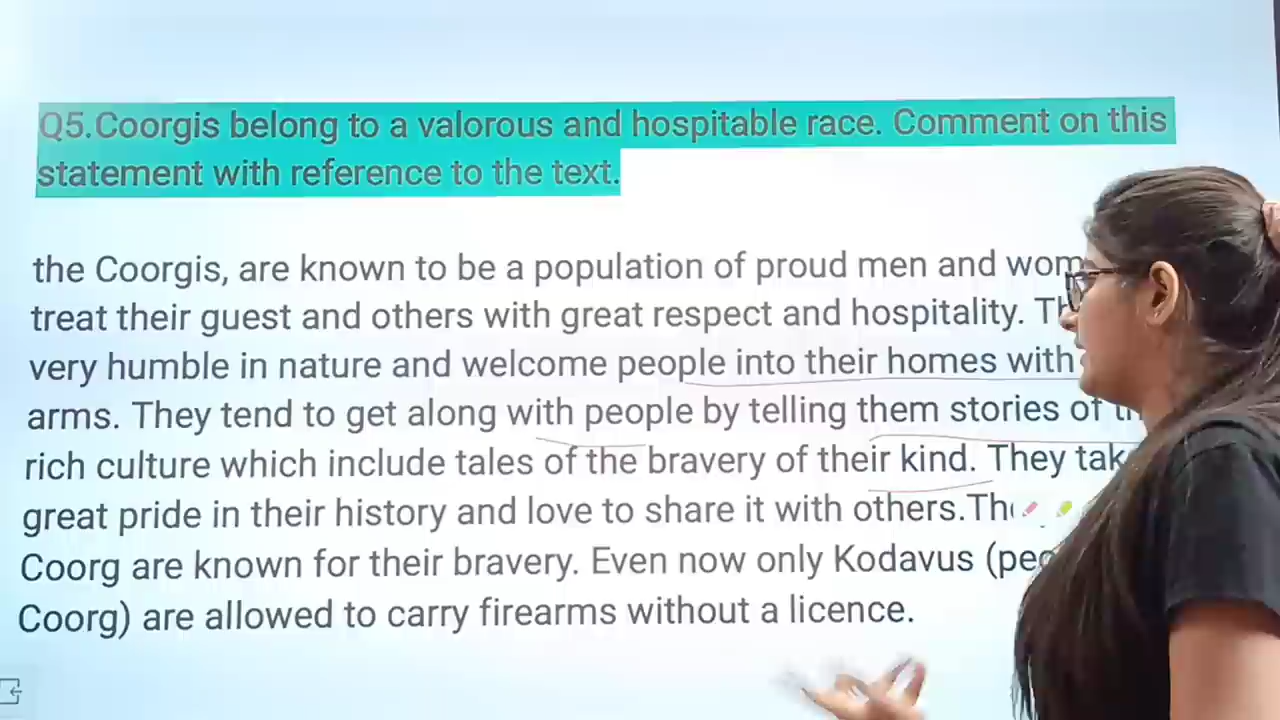 Q5.Coorgis belong to a valorous and hospitable race. Comment on this
statement with reference to the text.
the Coorgis, are known to be a population of proud men and
treat their guest and others with great respect and hospitality.
very humble in nature and welcome people into their homes with
arms. They tend to get along with people by telling them stories of
rich culture which include tales of the bravery of their kind. They
great pride in their history and love to share it with others.
Coorg are known for their bravery. Even now only Kodavus
Coorg) are allowed to carry firearms without a licence.